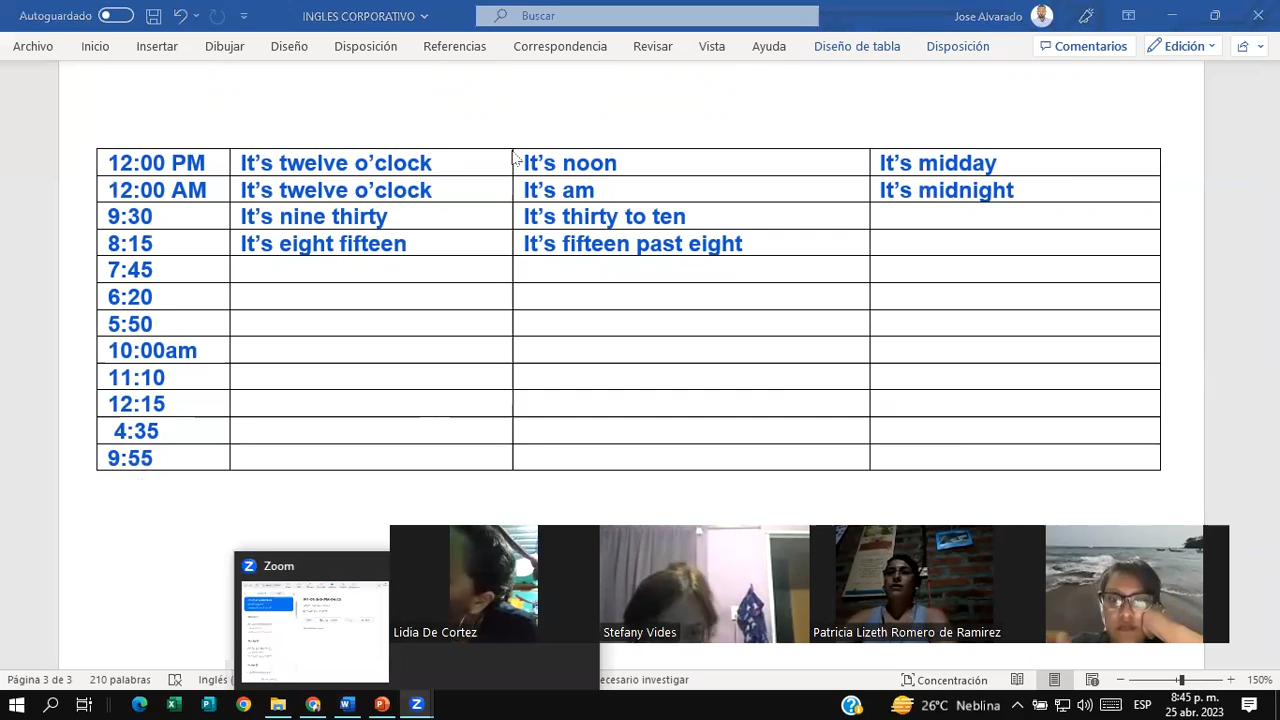 Autoguardado
INGLES CORPORATIVO
Buscar
Jose Alvarado
Archivo Inicio Insertar Dibujar Diseño Disposición Referencias Correspondencia Revisar Vista Ayuda Diseño de tabla Disposición Comentarios Edición
12:00 PM It’s twelve o’clock It’s noon It’s midday
12:00 AM It’s twelve o’clock It’s am It’s midnight
9:30 It’s nine thirty It’s thirty to ten
8:15 It’s eight fifteen It’s fifteen past eight
7:45
6:20
5:50
10:00am
11:10
12:15
4:35
9:55
Zoom
Lidia De Cortez
Stefany Vides
Patricia Lizeth Romero de Ramirez
Página 3 de 3 210 palabras Inglés ( necesario investigar Concentración 150%
26°C Neblina ESP 8:45 p. m.
25 abr. 2023